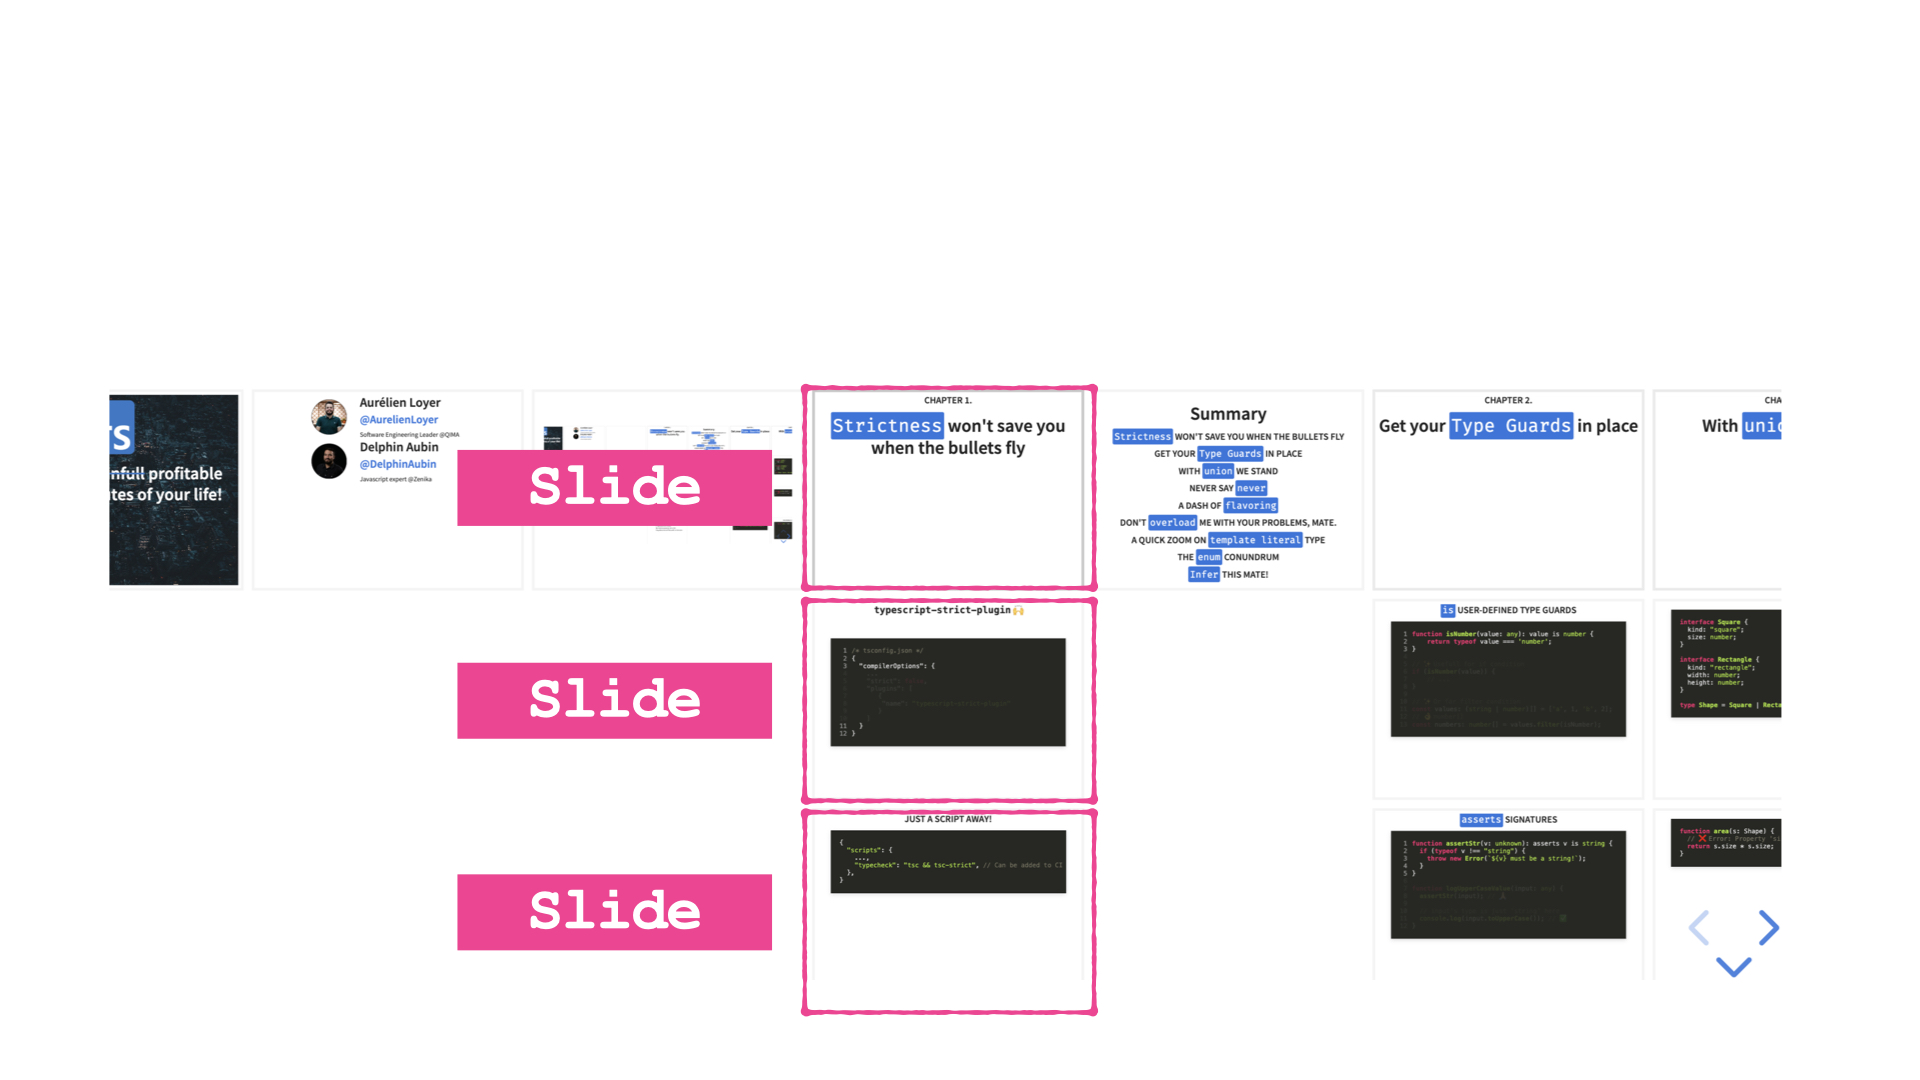 nfull profitable
tes of your life!
Aurélien Loyer
@AurelienLoyer
Software Engineering Leader @QIMA
Delphin Aubin
@DelphinAubin
Javascript expert @Zenika
Slide
CHAPTER 1.
Strictness won't save you
when the bullets fly
Summary
Strictness WON'T SAVE YOU WHEN THE BULLETS FLY
GET YOUR Type Guards IN PLACE
WITH union WE STAND
NEVER SAY never
A DASH OF flavoring
DON'T overload ME WITH YOUR PROBLEMS, MATE.
A QUICK ZOOM ON template literal TYPE
THE enum CONUNDRUM
Infer THIS MATE!
CHAPTER 2.
Get your Type Guards in place
CHA
With unio
Slide
typescript-strict-plugin 🙌
1 /* tsconfig.json */
2 {
3 "compilerOptions": {
11 }
12 }
is USER-DEFINED TYPE GUARDS
1 function isNumber(value: any): value is number {
2 return typeof value === 'number';
3 }
interface Square {
kind: "square";
size: number;
}
interface Rectangle {
kind: "rectangle";
width: number;
height: number;
}
type Shape = Square | Recta
Slide
JUST A SCRIPT AWAY!
{
"scripts": {
...,
"typecheck": "tsc && tsc-strict", // Can be added to CI
},
}
asserts SIGNATURES
1 function assertStr(v: unknown): asserts v is string {
2 if (typeof v !== "string") {
3 throw new Error(`${v} must be a string!`);
4 }
5 }
function area(s: Shape) {
// ❌ Error: Property 'si
return s.size * s.size;
}